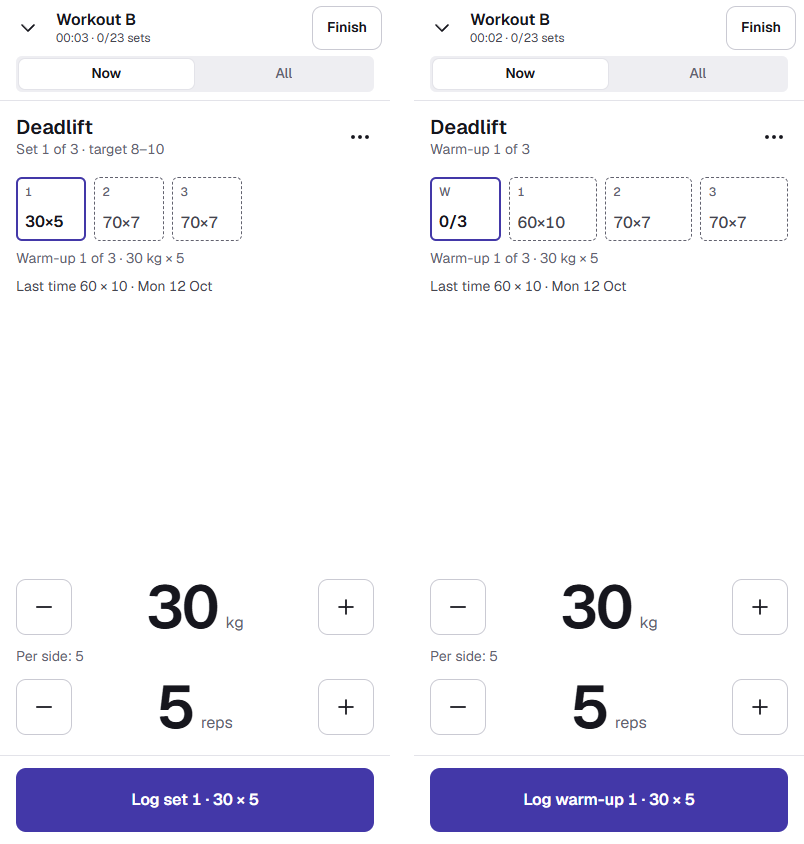 Workout B
00:03 · 0/23 sets
Finish
Now
All
Deadlift
Set 1 of 3 · target 8–10
1
30×5
2
70×7
3
70×7
Warm-up 1 of 3 · 30 kg × 5
Last time 60 × 10 · Mon 12 Oct
30 kg
Per side: 5
5 reps
Log set 1 · 30 × 5
Workout B
00:02 · 0/23 sets
Finish
Now
All
Deadlift
Warm-up 1 of 3
W
0/3
1
60×10
2
70×7
3
70×7
Warm-up 1 of 3 · 30 kg × 5
Last time 60 × 10 · Mon 12 Oct
30 kg
Per side: 5
5 reps
Log warm-up 1 · 30 × 5